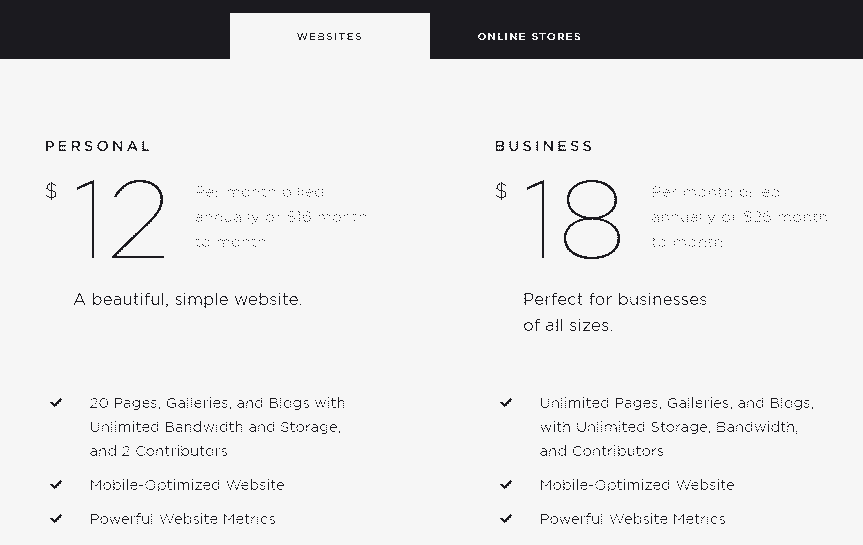 WEBSITES
ONLINE STORES
PERSONAL
$ 12
Per month billed
annually or $16 month
to month
A beautiful, simple website.
20 Pages, Galleries, and Blogs with
Unlimited Bandwidth and Storage,
and 2 Contributors
Mobile-Optimized Website
Powerful Website Metrics
BUSINESS
$ 18
Per month billed
annually or $26 month
to month
Perfect for businesses
of all sizes.
Unlimited Pages, Galleries, and Blogs,
with Unlimited Storage, Bandwidth,
and Contributors
Mobile-Optimized Website
Powerful Website Metrics